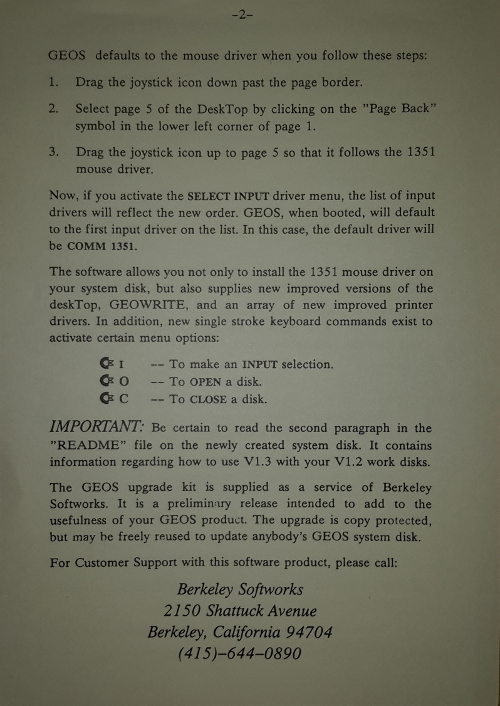 -2-
GEOS defaults to the mouse driver when you follow these steps:
1. Drag the joystick icon down past the page border.
2. Select page 5 of the DeskTop by clicking on the "Page Back"
symbol in the lower left corner of page 1.
3. Drag the joystick icon up to page 5 so that it follows the 1351
mouse driver.
Now, if you activate the SELECT INPUT driver menu, the list of input
drivers will reflect the new order. GEOS, when booted, will default
to the first input driver on the list. In this case, the default driver will
be COMM 1351.
The software allows you not only to install the 1351 mouse driver on
your system disk, but also supplies new improved versions of the
deskTop, GEOWRITE, and an array of new improved printer
drivers. In addition, new single stroke keyboard commands exist to
activate certain menu options:
I -- To make an INPUT selection.
O -- To OPEN a disk.
C -- To CLOSE a disk.
IMPORTANT: Be certain to read the second paragraph in the
"README" file on the newly created system disk. It contains
information regarding how to use V1.3 with your V1.2 work disks.
The GEOS upgrade kit is supplied as a service of Berkeley
Softworks. It is a preliminary release intended to add to the
usefulness of your GEOS product. The upgrade is copy protected,
but may be freely reused to update anybody's GEOS system disk.
For Customer Support with this software product, please call:
Berkeley Softworks
2150 Shattuck Avenue
Berkeley, California 94704
(415)-644-0890